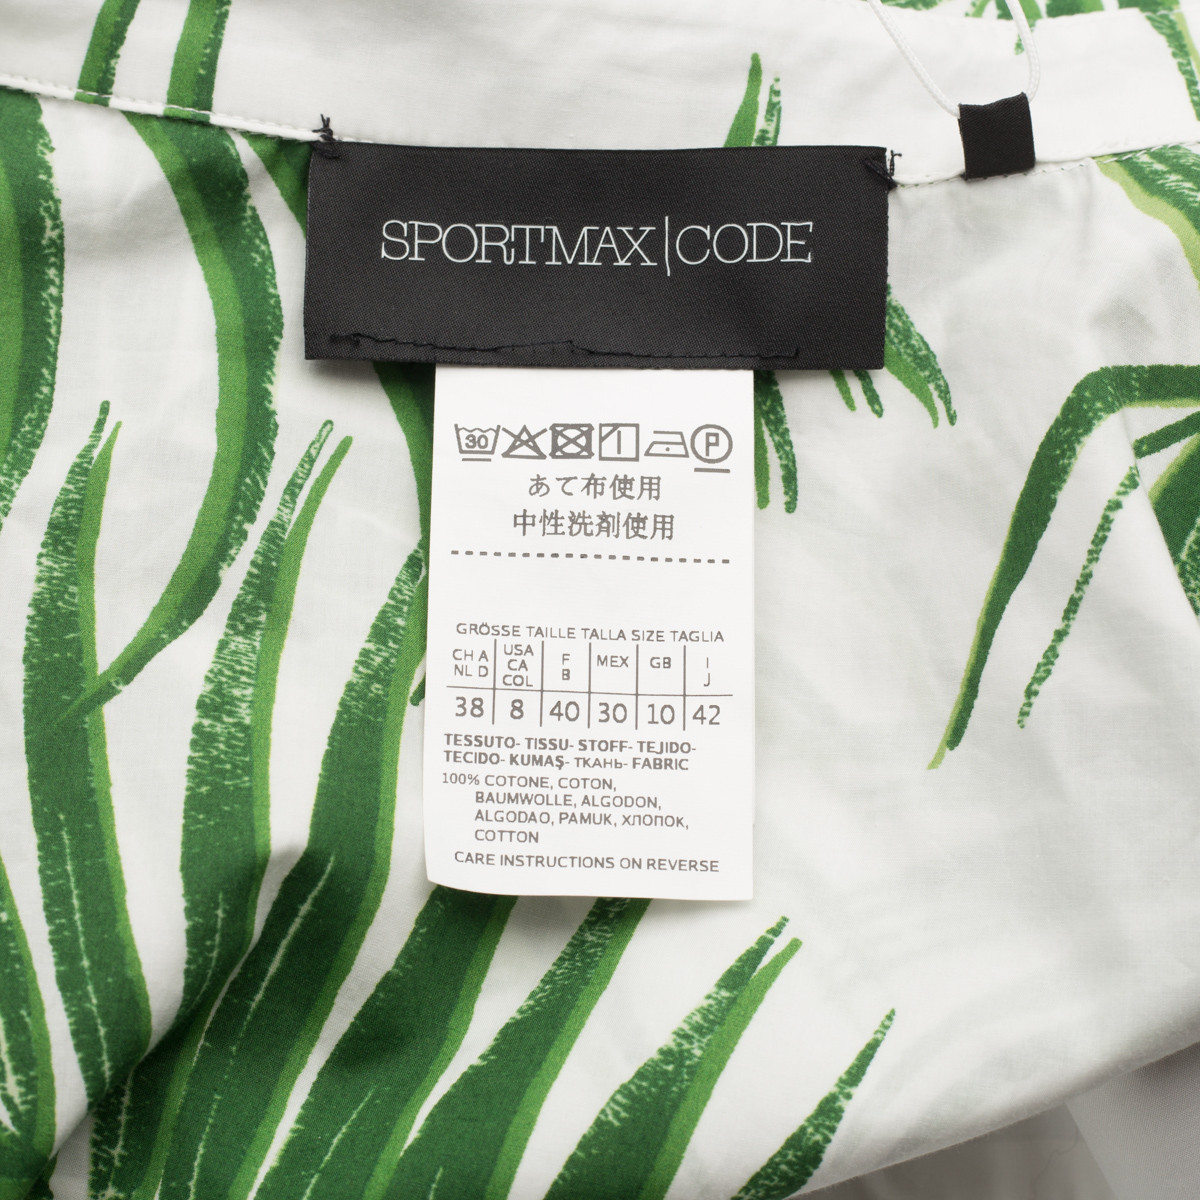 SPORTMAX|CODE
30 P
あて布使用
中性洗剤使用
GRÖSSE TAILLE TALLA SIZE TAGLIA
CH A NL D USA CA COL F B MEX GB I J
38 8 40 30 10 42
TESSUTO- TISSU- STOFF- TEJIDO-
TECIDO- KUMAŞ- ТКАНЬ- FABRIC
100% COTONE, COTON,
BAUMWOLLE, ALGODON,
ALGODAO, PAMUK, ХЛОПОК,
COTTON
CARE INSTRUCTIONS ON REVERSE